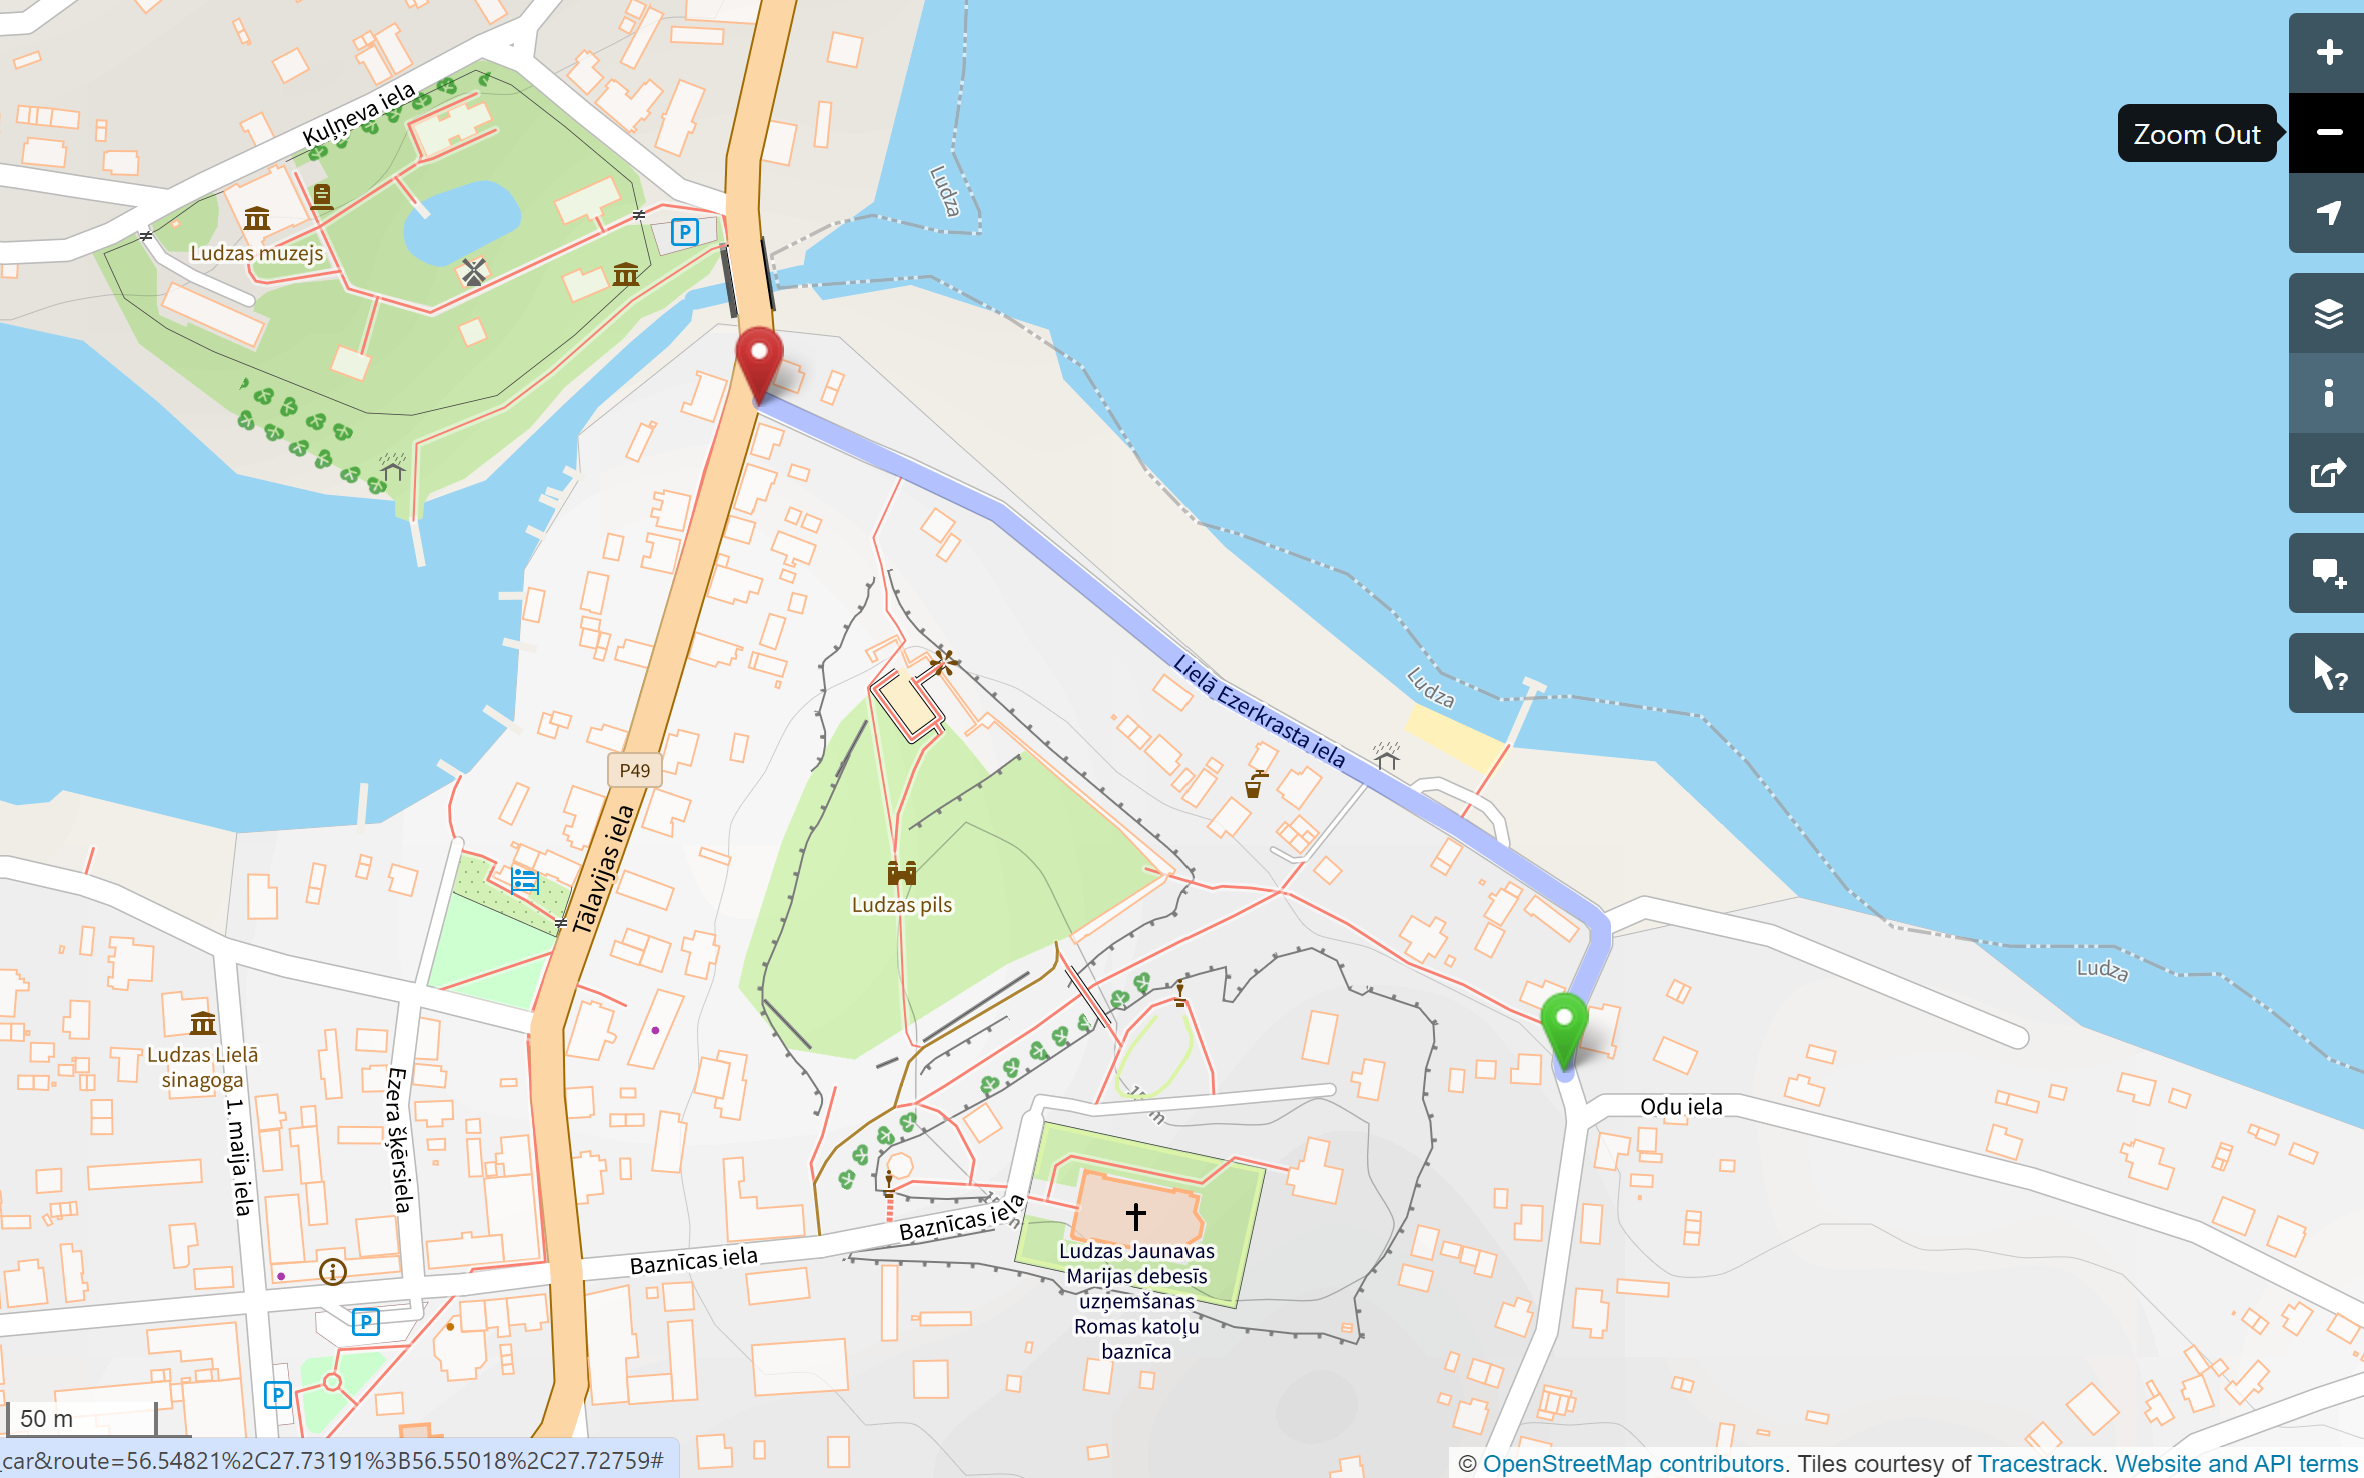 Kuļņeva iela
Ludza
Zoom Out
P
Ludzas muzejs
Lielā Ezerkrasta iela
Ludza
P49
Tālavijas iela
Ludzas pils
Ludza
Ludzas Lielā
sinagoga
1. maija iela
Ezera šķērsiela
Odu iela
Baznīcas iela
Baznīcas iela
Ludzas Jaunavas
Marijas debesīs
uzņemšanas
Romas katoļu
baznīca
P
P
50 m
car&route=56.54821%2C27.73191%3B56.55018%2C27.72759#
© OpenStreetMap contributors. Tiles courtesy of Tracestrack. Website and API terms